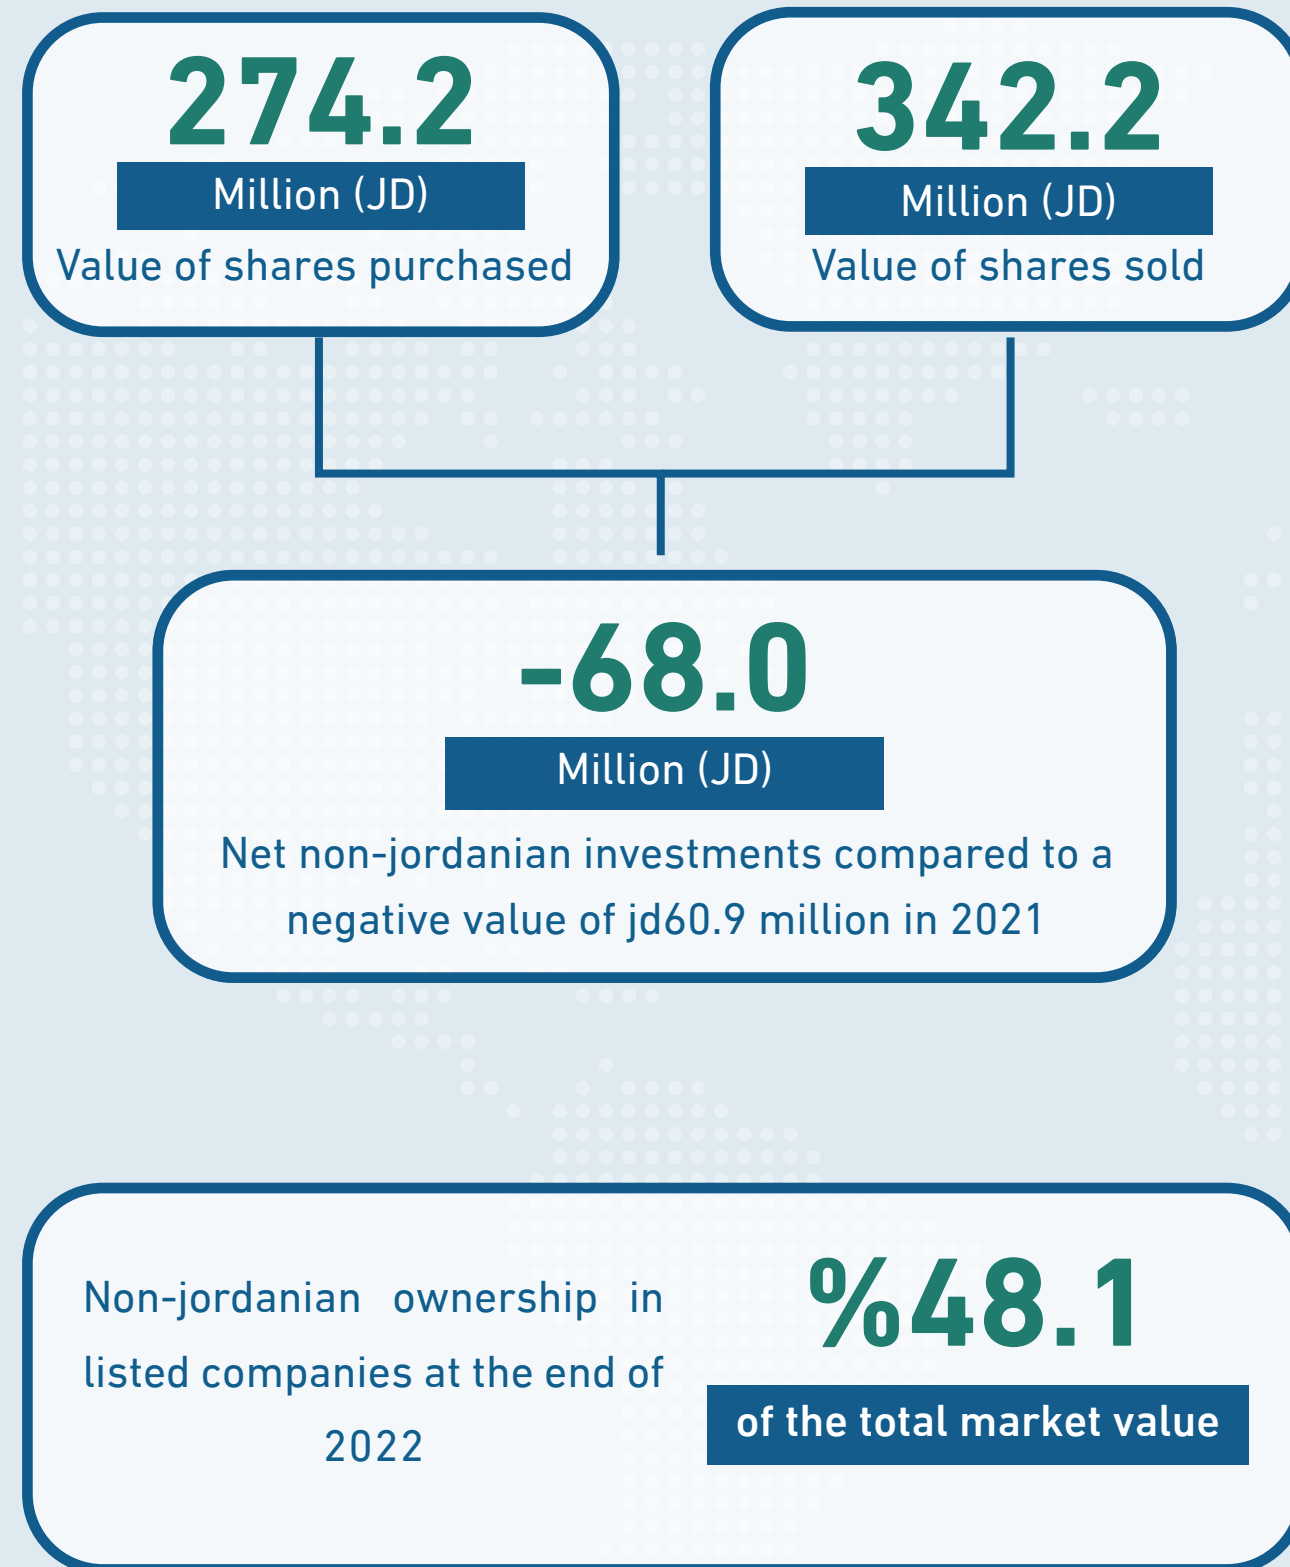 274.2
Million (JD)
Value of shares purchased
342.2
Million (JD)
Value of shares sold
-68.0
Million (JD)
Net non-jordanian investments compared to a
negative value of jd60.9 million in 2021
Non-jordanian ownership in
listed companies at the end of
2022
%48.1
of the total market value